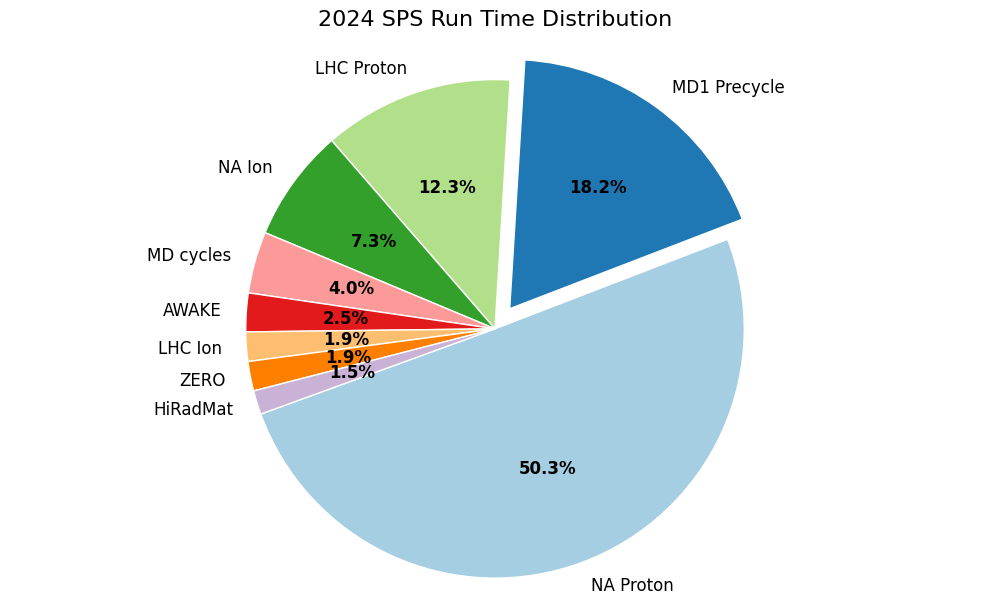 2024 SPS Run Time Distribution
LHC Proton
MD1 Precycle
NA Ion
12.3%
18.2%
7.3%
MD cycles
4.0%
AWAKE
2.5%
LHC Ion
1.9%
ZERO
1.9%
HiRadMat
1.5%
50.3%
NA Proton